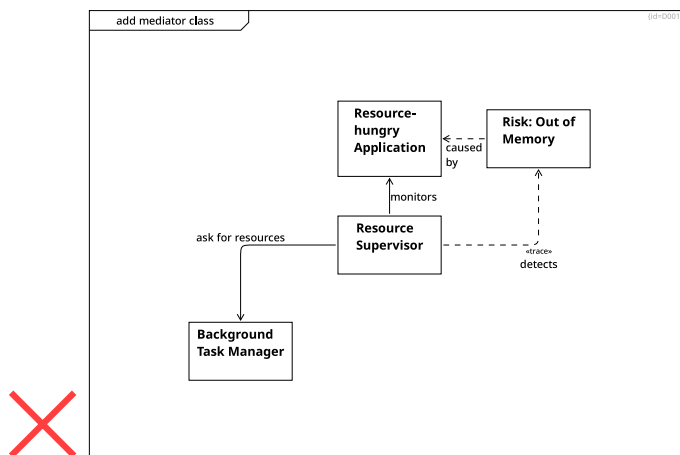 add mediator class
{id=D001
Resource-
hungry
Application
Risk: Out of
Memory
caused
by
monitors
Resource
Supervisor
ask for resources
«trace»
detects
Background
Task Manager